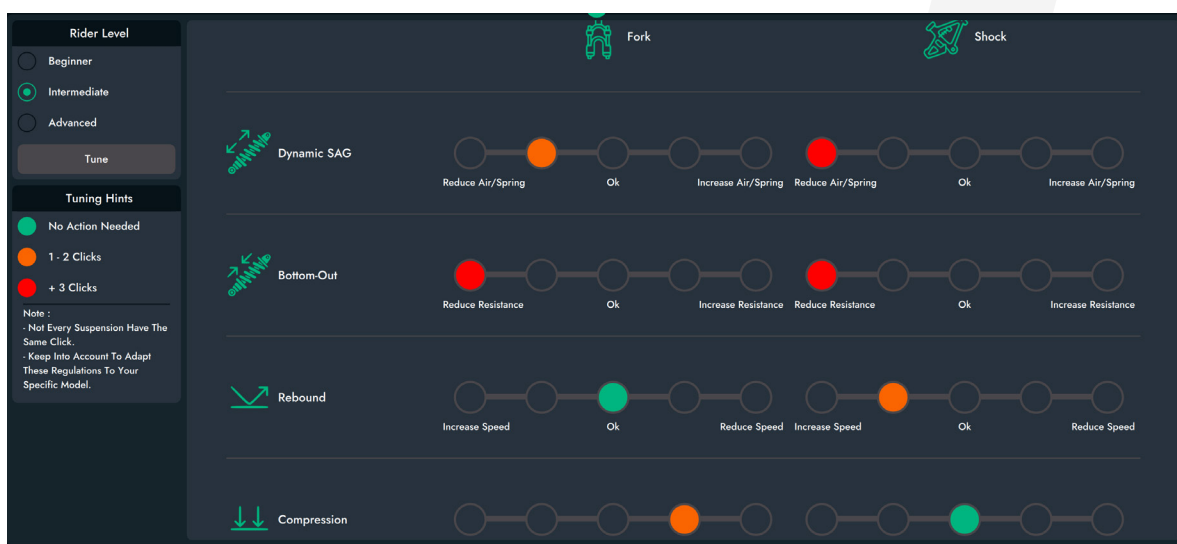 Rider Level
Beginner
Intermediate
Advanced
Tune
Tuning Hints
No Action Needed
1 - 2 Clicks
+ 3 Clicks
Note :
- Not Every Suspension Have The
Same Click.
- Keep Into Account To Adapt
These Regulations To Your
Specific Model.
Fork
Shock
Dynamic SAG
Reduce Air/Spring
Ok
Increase Air/Spring
Reduce Air/Spring
Ok
Increase Air/Spring
Bottom-Out
Reduce Resistance
Ok
Increase Resistance
Reduce Resistance
Ok
Increase Resistance
Rebound
Increase Speed
Ok
Reduce Speed
Increase Speed
Ok
Reduce Speed
Compression